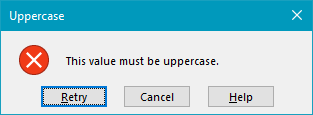 Uppercase
This value must be uppercase.
Retry
Cancel
Help